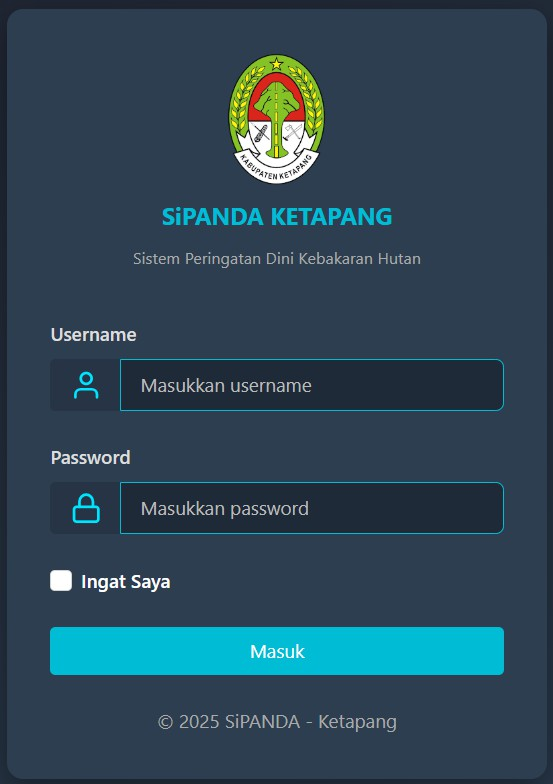 KABUPATEN KETAPANG
SiPANDA KETAPANG
Sistem Peringatan Dini Kebakaran Hutan
Username
Masukkan username
Password
Masukkan password
Ingat Saya
Masuk
© 2025 SiPANDA - Ketapang